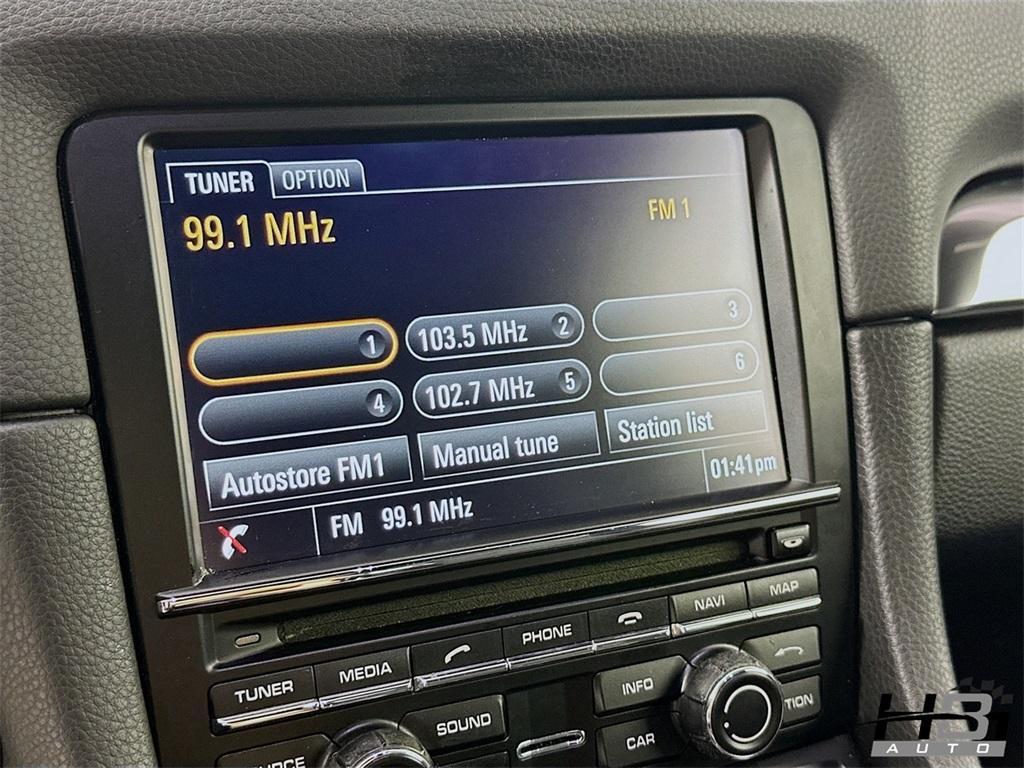 TUNER OPTION
99.1 MHz FM 1
1 103.5 MHz 2 3
4 102.7 MHz 5 6
Autostore FM1 Manual tune Station list
FM 99.1 MHz 01:41pm
TUNER MEDIA PHONE NAVI MAP
SOUND INFO
CAR
HB
AUTO